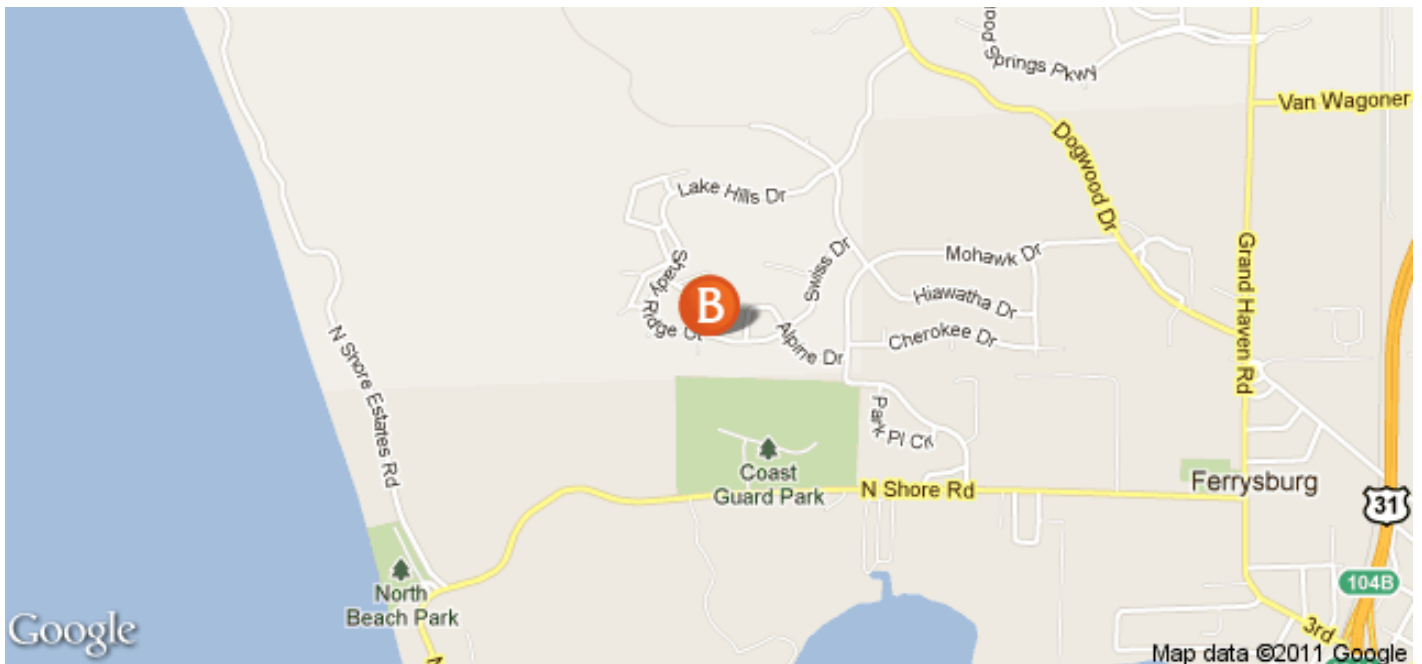 ood Springs Pkwy
Van Wagoner
Dogwood Dr
Lake Hills Dr
Grand Haven Rd
Mohawk Dr
Swiss Dr
Shady
Ridge Ct
B
Hiawatha Dr
Alpine Dr
Cherokee Dr
N Shore Estates Rd
Park Pl Cir
Coast
Guard Park
N Shore Rd
Ferrysburg
31
North
Beach Park
104B
3rd
N
Google
Map data ©2011 Google